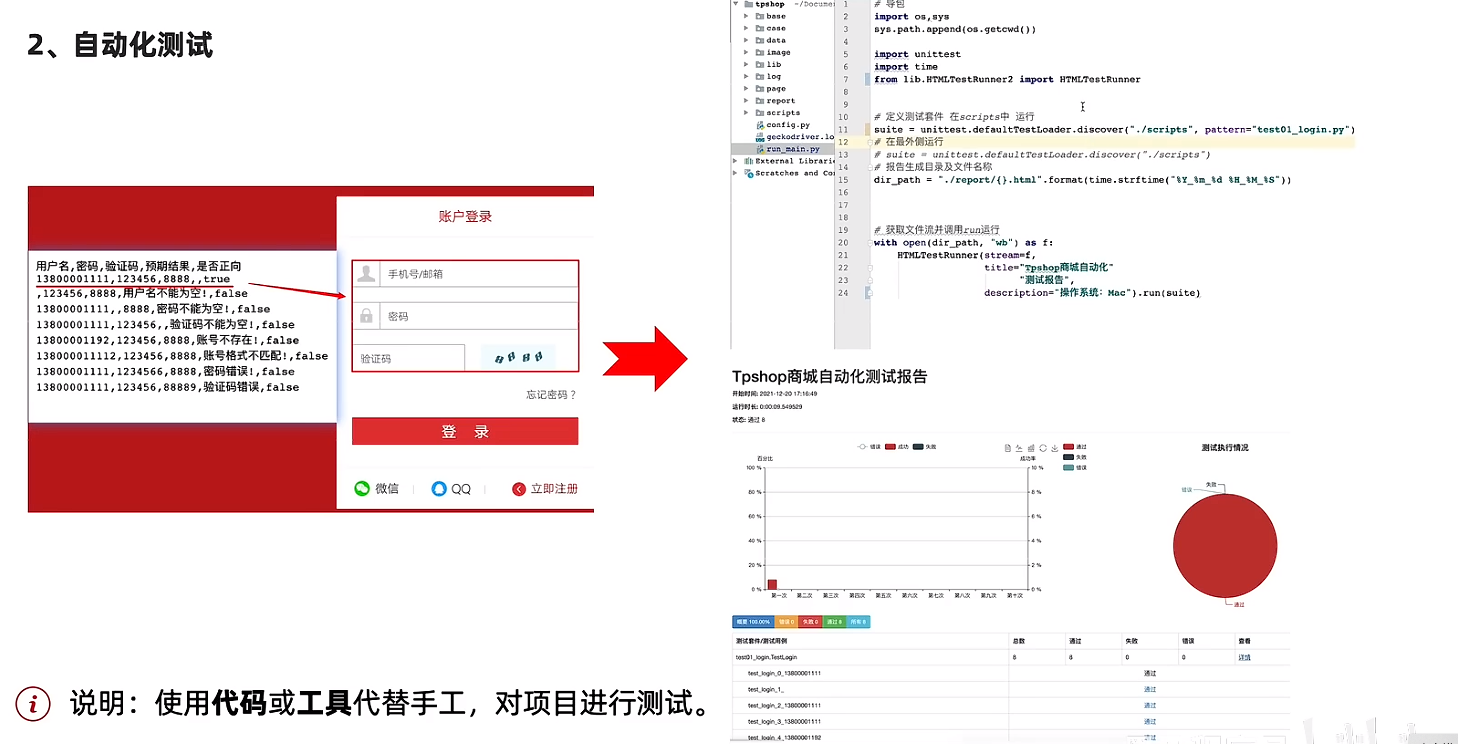 2、自动化测试
用户名,密码,验证码,预期结果,是否正向
13800001111,123456,8888,,true
,123456,8888,用户名不能为空!,false
13800001111,,8888,密码不能为空!,false
13800001111,123456,,验证码不能为空!,false
13800001192,123456,8888,账号不存在!,false
138000011112,123456,8888,账号格式不匹配!,false
13800001111,1234556,8888,密码错误!,false
13800001111,123456,88889,验证码错误,false
账户登录
手机号/邮箱
密码
验证码
8888
忘记密码？
登 录
微信
QQ
立即注册
说明：使用代码或工具代替手工，对项目进行测试。
tpshop ~/Docume
base
case
data
image
lib
log
page
report
scripts
config.py
geckodriver.lo
run_main.py
External Librari
Scratches and Co
1 # 导包
2 import os,sys
3 sys.path.append(os.getcwd())
4
5 import unittest
6 import time
7 from lib.HTMLTestRunner2 import HTMLTestRunner
8
9
10 # 定义测试套件 在scripts中 运行
11 suite = unittest.defaultTestLoader.discover("./scripts", pattern="test01_login.py")
12 # 在最外侧运行
13 # suite = unittest.defaultTestLoader.discover("./scripts")
14 # 报告生成目录及文件名称
15 dir_path = "./report/{}.html".format(time.strftime("%Y_%m_%d %H_%M_%S"))
16
17
18
19 # 获取文件流并调用run运行
20 with open(dir_path, "wb") as f:
21 HTMLTestRunner(stream=f,
22 title="Tpshop商城自动化"
23 "测试报告",
24 description="操作系统：Mac").run(suite)
Tpshop商城自动化测试报告
开始时间: 2021-12-20 17:16:49
运行时长: 0:00:09.549529
状态: 通过 8
错误 成功 失败
百分比
成功率
100 %
80 %
60 %
40 %
20 %
0 %
10 %
8 %
6 %
4 %
2 %
0 %
第一次 第二次 第三次 第四次 第五次 第六次 第七次 第八次 第九次 第十次
通过
失败
错误
测试执行情况
失败
错误
通过
概要 100.00% 错误 0 失败 0 通过 8 所有 8
测试套件/测试用例 总数 通过 失败 错误 查看
test01_login.TestLogin 8 8 0 0 详情
test_login_0_13800001111 通过
test_login_1_ 通过
test_login_2_13800001111 通过
test_login_3_13800001111 通过
test_login_4_13800001192 通过